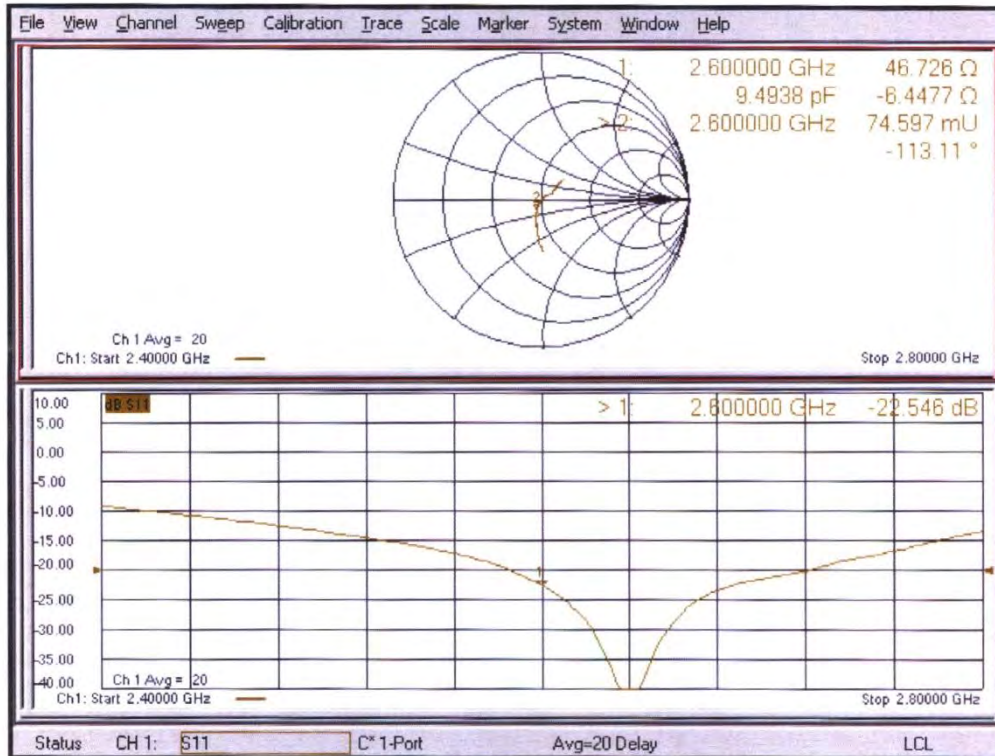 File View Channel Sweep Calibration Trace Scale Marker System Window Help
1: 2.600000 GHz 46.726 Ω
9.4938 pF -6.4477 Ω
> 2: 2.600000 GHz 74.597 mU
-113.11 °
2
Ch 1 Avg = 20
Ch1: Start 2.40000 GHz Stop 2.80000 GHz
10.00 dB S11 > 1: 2.600000 GHz -22.546 dB
5.00
0.00
-5.00
-10.00
-15.00
-20.00 1
-25.00
-30.00
-35.00
-40.00 Ch 1 Avg = 20
Ch1: Start 2.40000 GHz Stop 2.80000 GHz
Status CH 1: S11 C* 1-Port Avg=20 Delay LCL